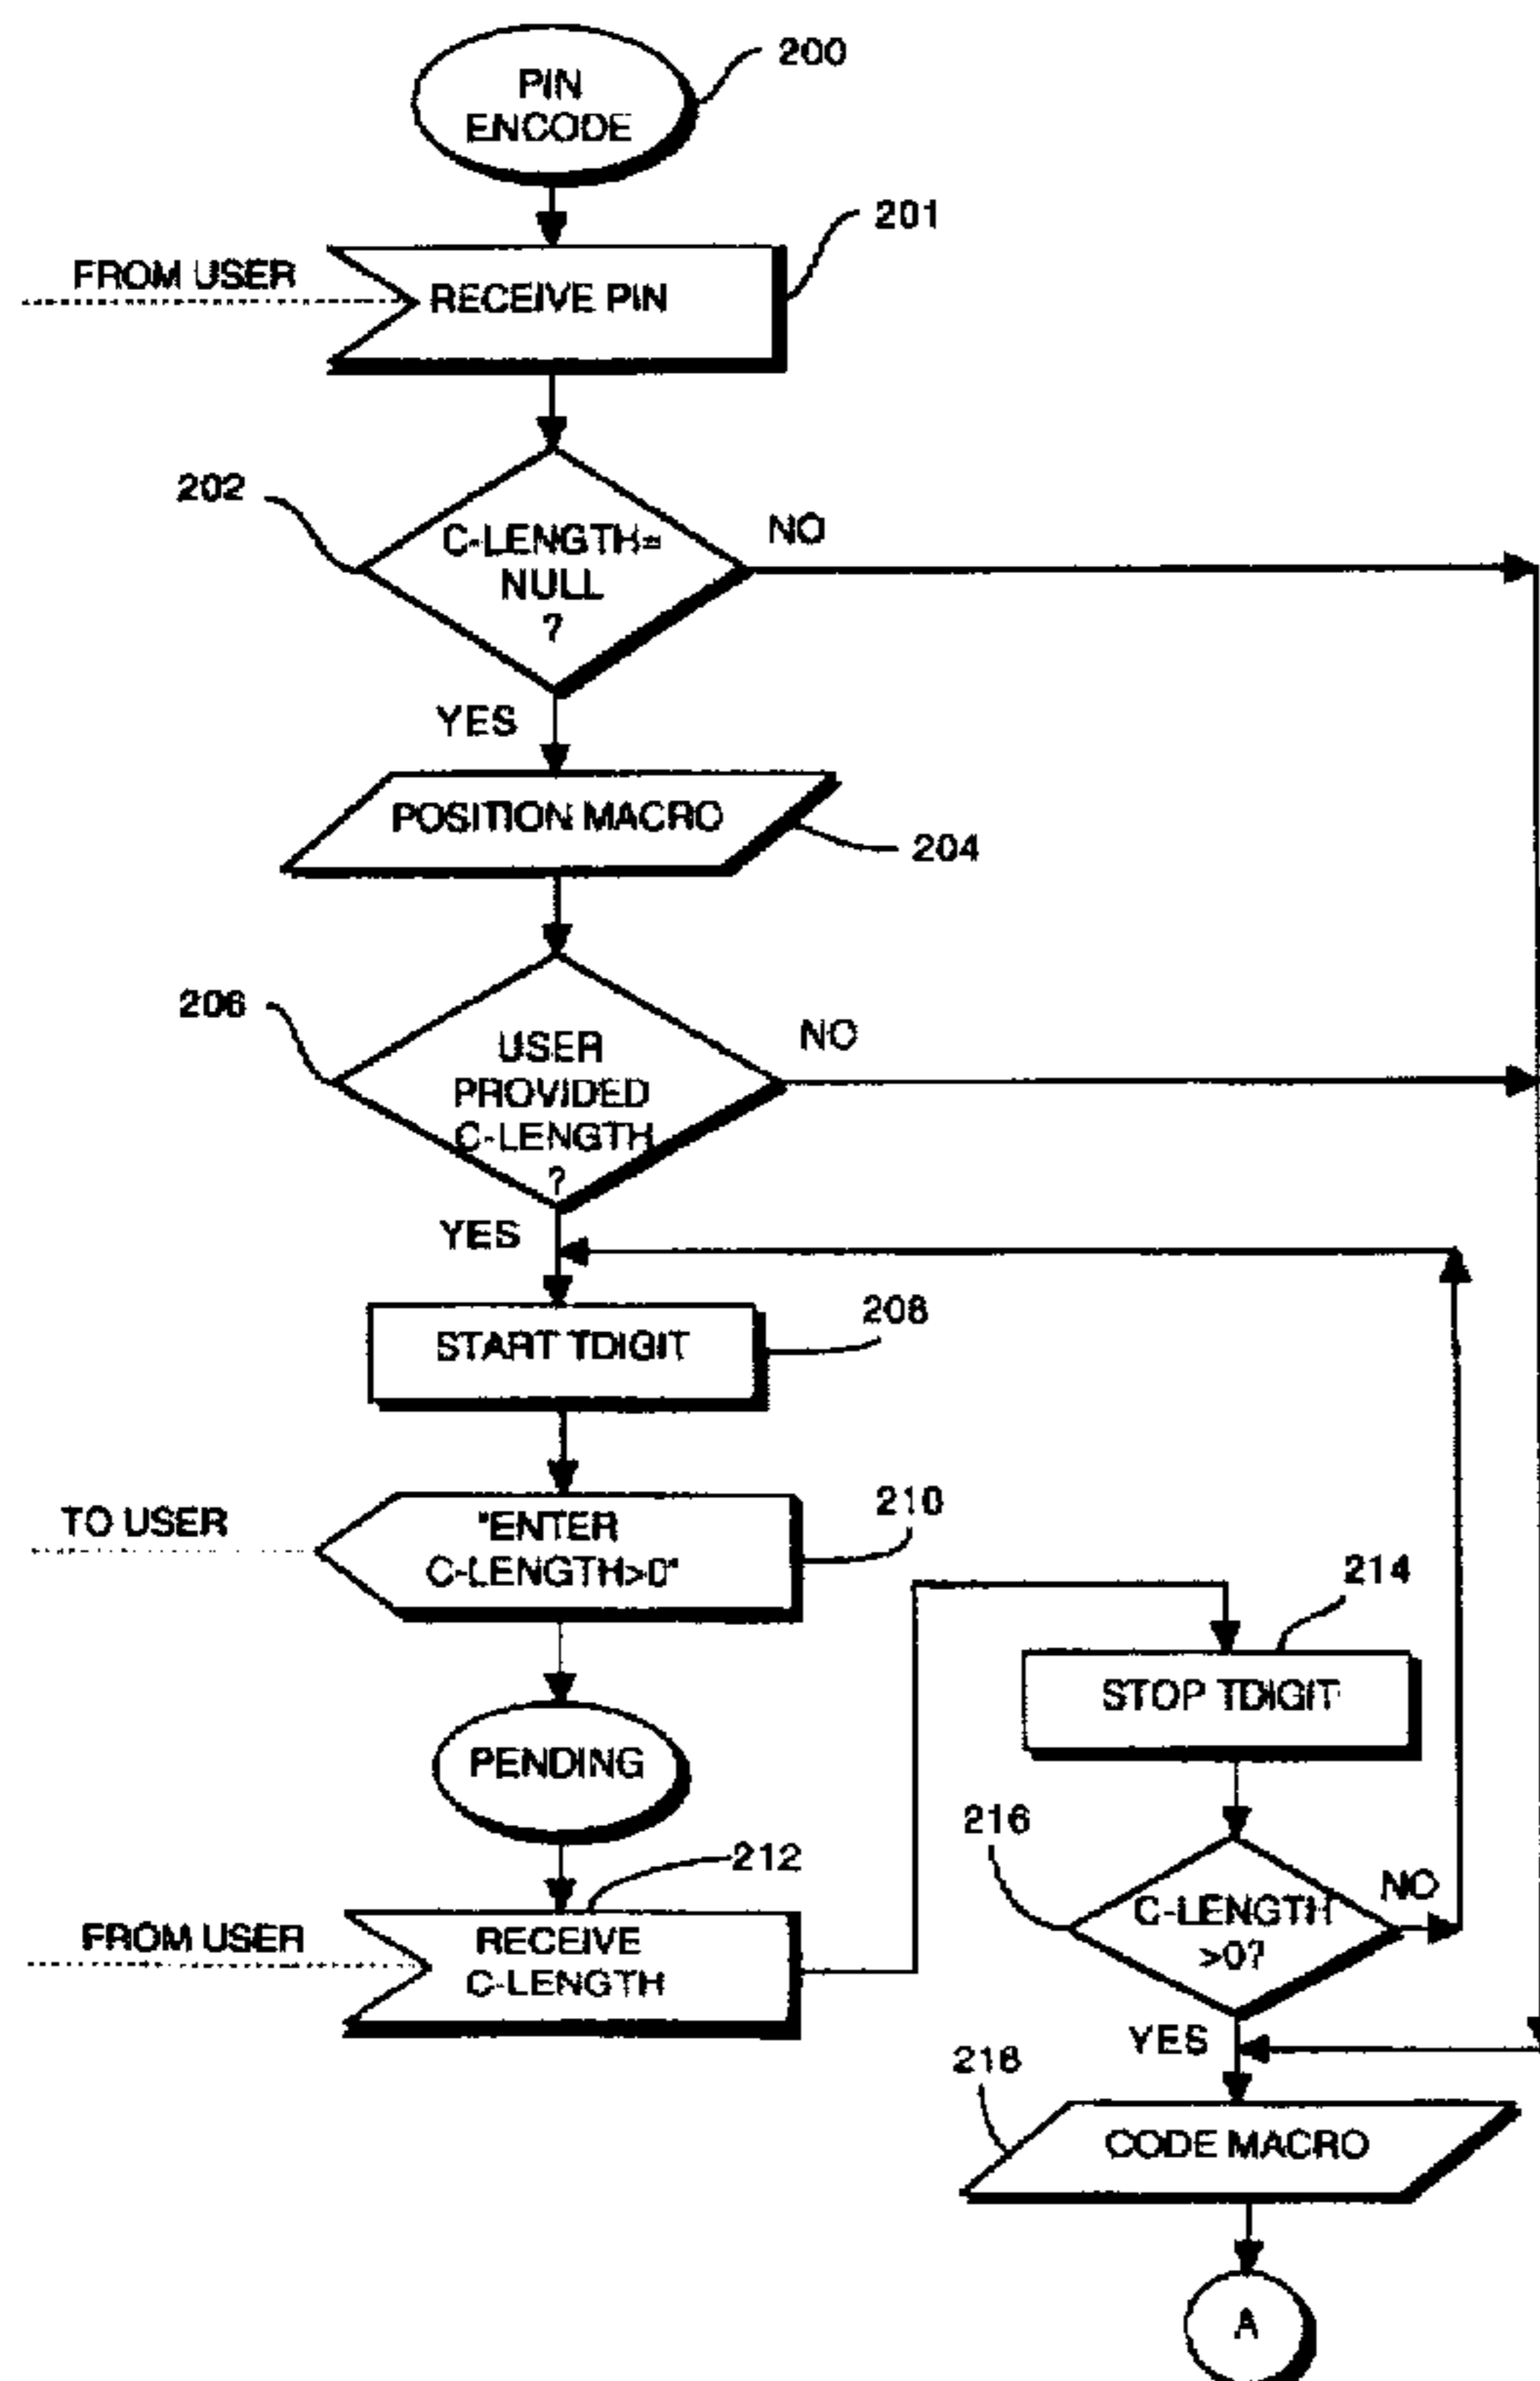 PIN
ENCODE
200
201
FROM USER
RECEIVE PIN
202
C-LENGTH=
NULL
?
NO
YES
POSITION MACRO
204
206
USER
PROVIDED
C-LENGTH
?
NO
YES
START TDIGIT
208
TO USER
"ENTER
C-LENGTH>0"
210
214
STOP TDIGIT
PENDING
216
212
C-LENGTH
>0?
NO
FROM USER
RECEIVE
C-LENGTH
YES
218
CODE MACRO
A